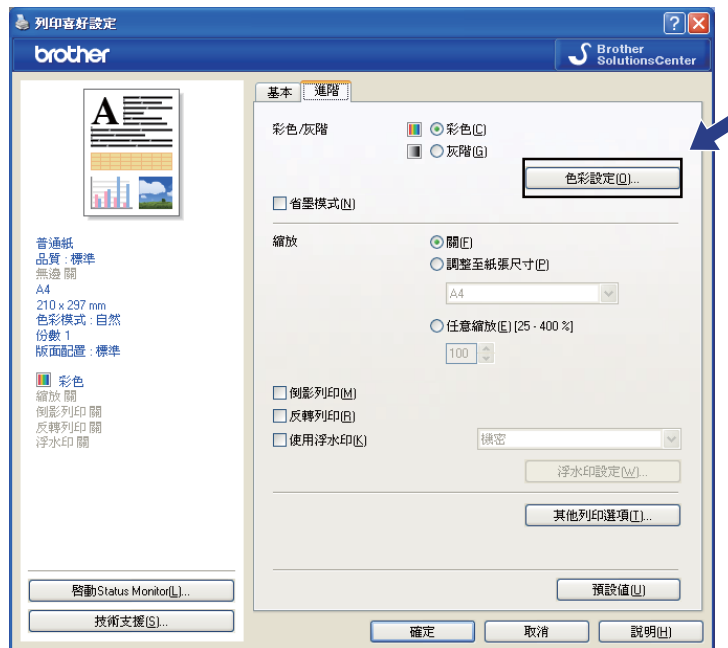 列印喜好設定
brother
Brother
SolutionsCenter
A
普通紙
品質 : 標準
無邊 關
A4
210 x 297 mm
色彩模式 : 自然
份數 1
版面配置 : 標準
彩色
縮放 關
倒影列印 關
反轉列印 關
浮水印 關
啓動Status Monitor(L)...
技術支援(S)...
基本
進階
彩色/灰階
彩色(C)
灰階(G)
色彩設定(O)...
省墨模式(N)
縮放
關(F)
調整至紙張尺寸(P)
A4
任意縮放(E) [25 - 400 %]
100
倒影列印(M)
反轉列印(R)
使用浮水印(K)
機密
浮水印設定(W)...
其他列印選項(T)...
預設值(U)
確定
取消
說明(H)